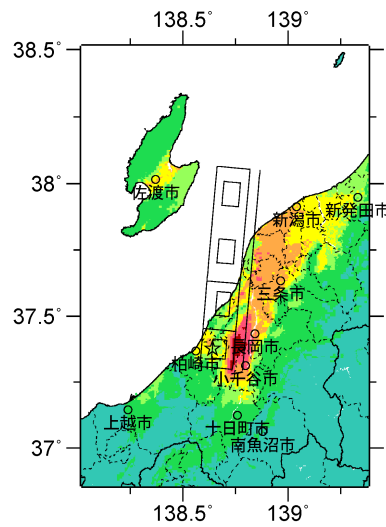 138.5° 139°
38.5°
38°
37.5°
37°
佐渡市
新発田市
新潟市
三条市
長岡市
柏崎市
小千谷市
上越市
十日町市
南魚沼市
138.5° 139°